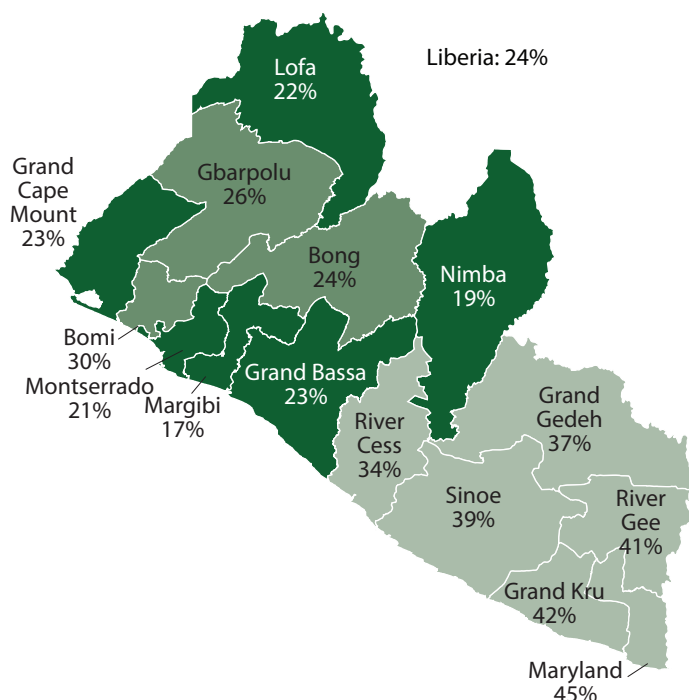 Liberia: 24%
Lofa
22%
Gbarpolu
26%
Grand
Cape
Mount
23%
Bong
24%
Nimba
19%
Bomi
30%
Montserrado
21%
Margibi
17%
Grand Bassa
23%
River
Cess
34%
Grand
Gedeh
37%
Sinoe
39%
River
Gee
41%
Grand Kru
42%
Maryland
45%